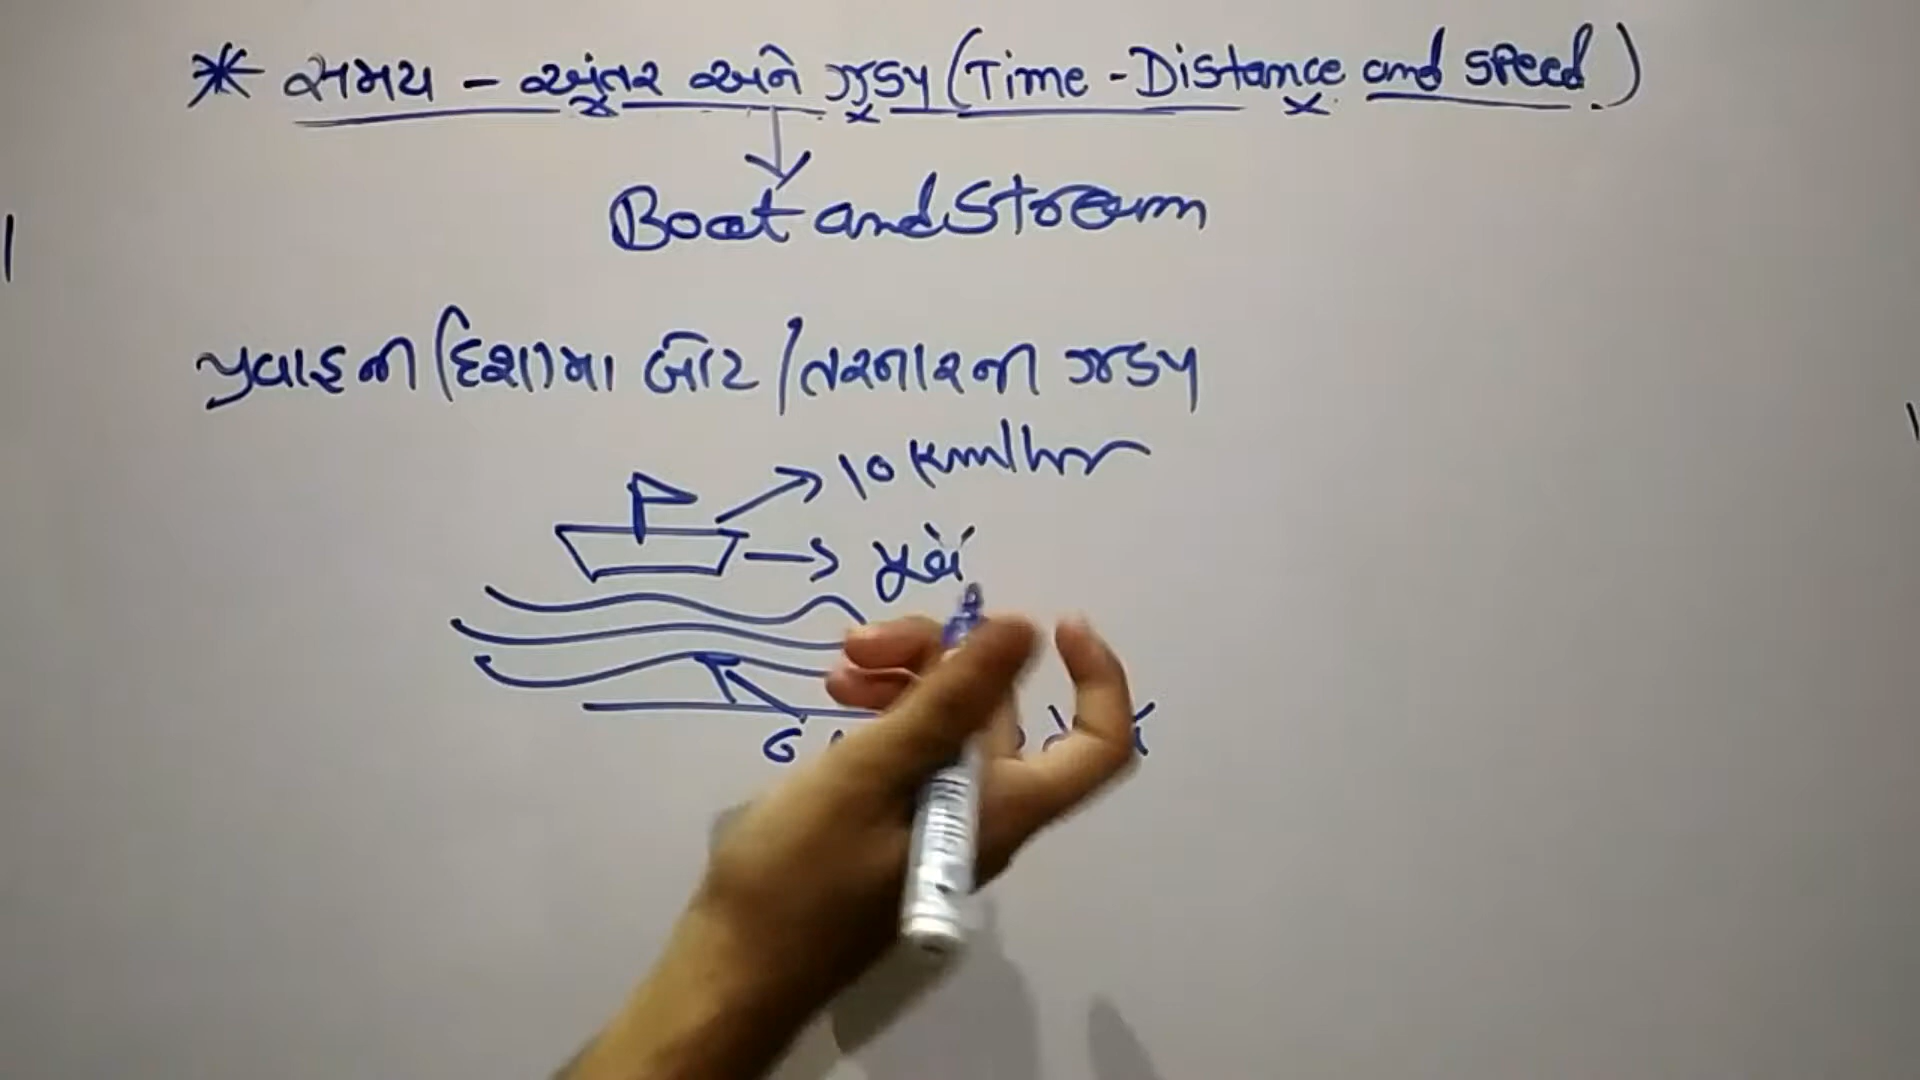 * સમય - અંતર અને ઝડપ (Time - Distance and Speed.)
Boat and Stream
પ્રવાહની દિશામા બોટ / તરનારની ઝડપ
10 Km/hr
પૂર્વ
6